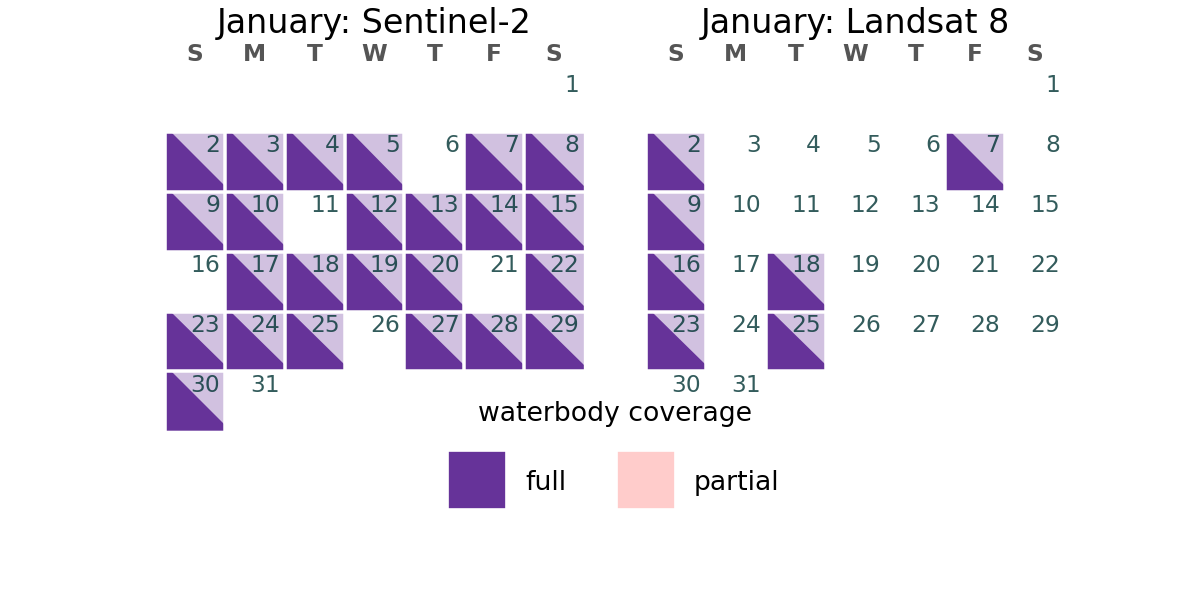 January: Sentinel-2
S M T W T F S
1
2 3 4 5 6 7 8
9 10 11 12 13 14 15
16 17 18 19 20 21 22
23 24 25 26 27 28 29
30 31
January: Landsat 8
S M T W T F S
1
2 3 4 5 6 7 8
9 10 11 12 13 14 15
16 17 18 19 20 21 22
23 24 25 26 27 28 29
30 31
waterbody coverage
full
partial